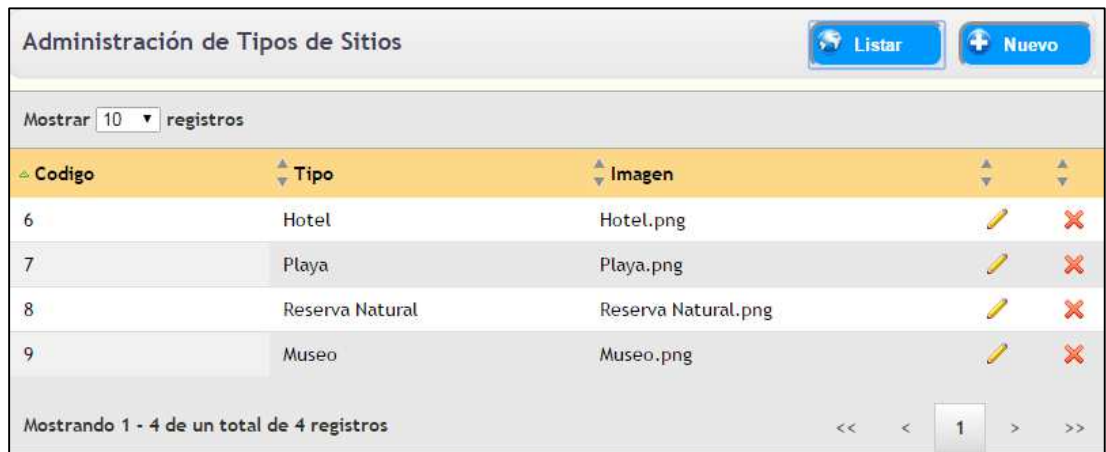 Administración de Tipos de Sitios Listar Nuevo
Mostrar 10 registros
Codigo Tipo Imagen
6 Hotel Hotel.png
7 Playa Playa.png
8 Reserva Natural Reserva Natural.png
9 Museo Museo.png
Mostrando 1 - 4 de un total de 4 registros << < 1 > >>